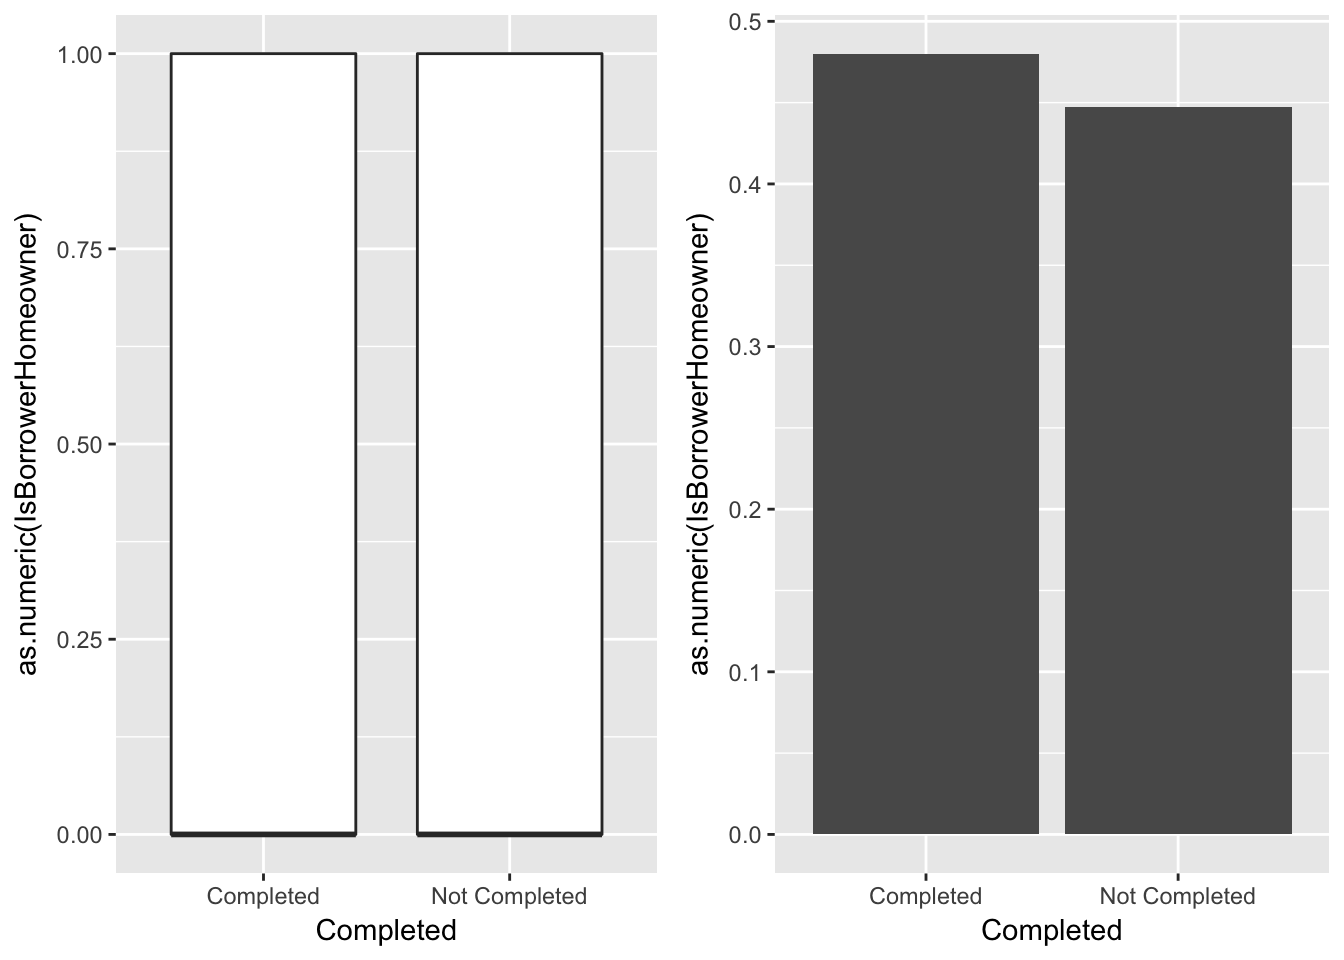 as.numeric(IsBorrowerHomeowner)
1.00
0.75
0.50
0.25
0.00
Completed
Not Completed
Completed
as.numeric(IsBorrowerHomeowner)
0.5
0.4
0.3
0.2
0.1
0.0
Completed
Not Completed
Completed